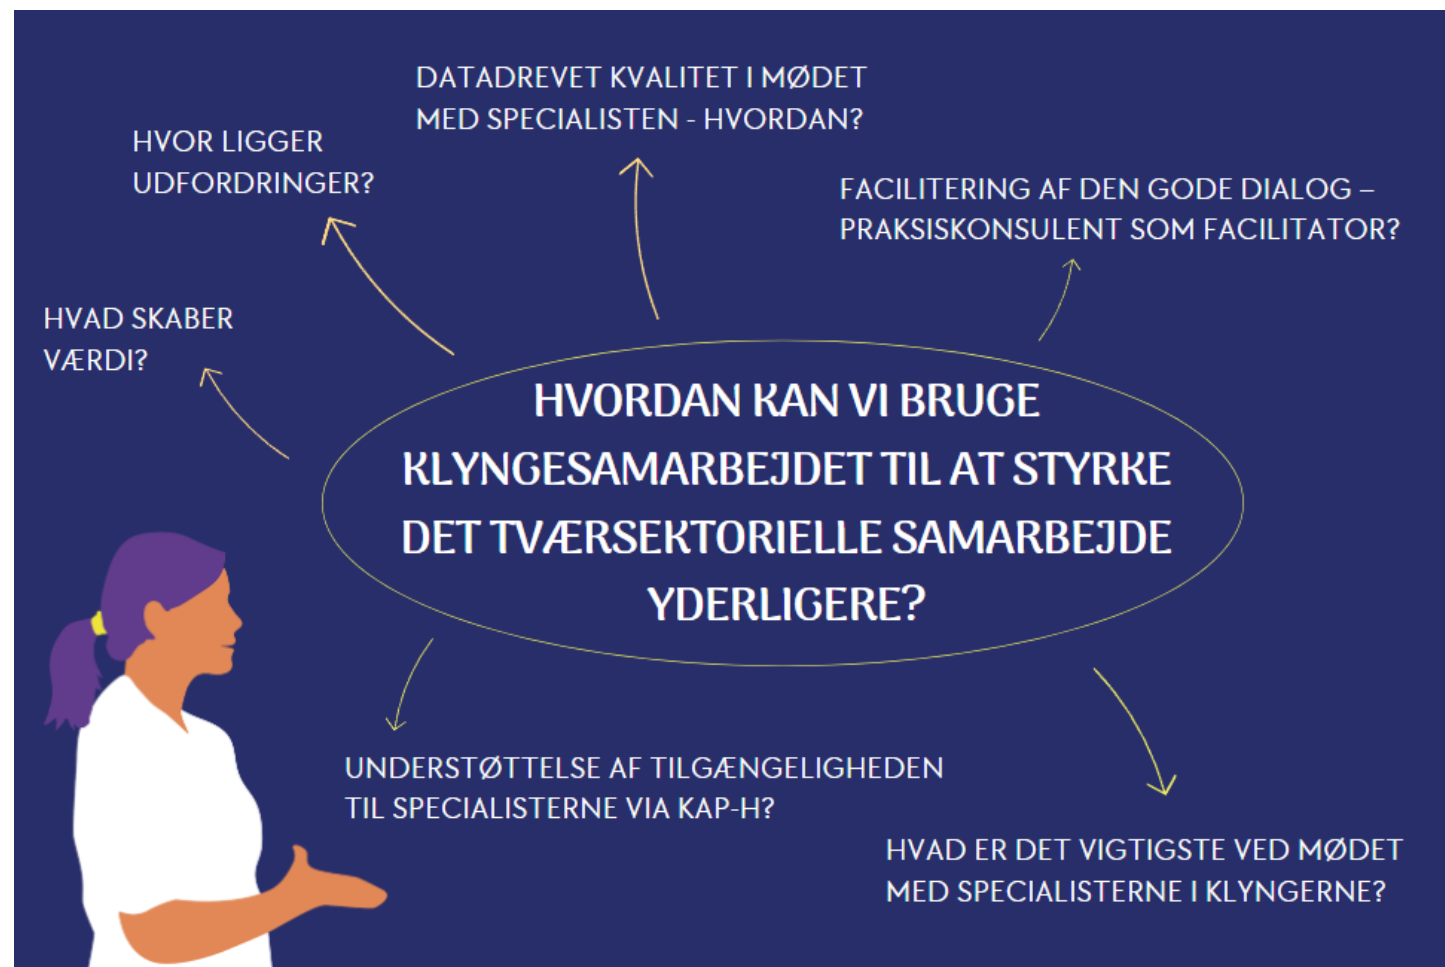 DATADREVET KVALITET I MØDET
MED SPECIALISTEN - HVORDAN?
HVOR LIGGER
UDFORDRINGER?
FACILITERING AF DEN GODE DIALOG –
PRAKSISKONSULENT SOM FACILITATOR?
HVAD SKABER
VÆRDI?
HVORDAN KAN VI BRUGE
KLYNGESAMARBEJDET TIL AT STYRKE
DET TVÆRSEKTORIELLE SAMARBEJDE
YDERLIGERE?
UNDERSTØTTELSE AF TILGÆNGELIGHEDEN
TIL SPECIALISTERNE VIA KAP-H?
HVAD ER DET VIGTIGSTE VED MØDET
MED SPECIALISTERNE I KLYNGERNE?